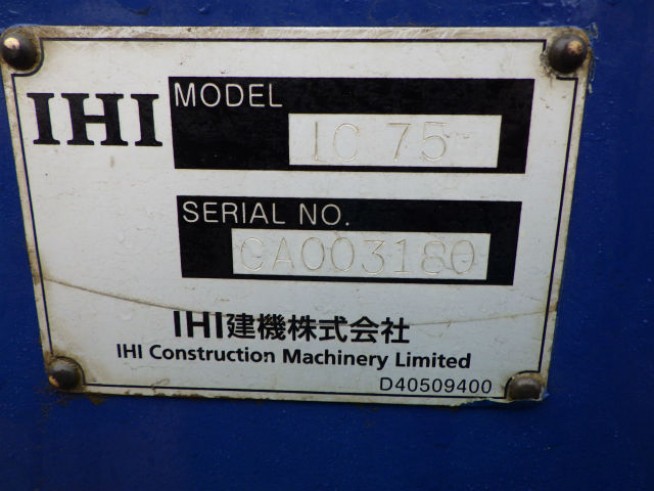 IHI
MODEL
IC 75
SERIAL NO.
CA003180
IHI建機株式会社
IHI Construction Machinery Limited
D40509400